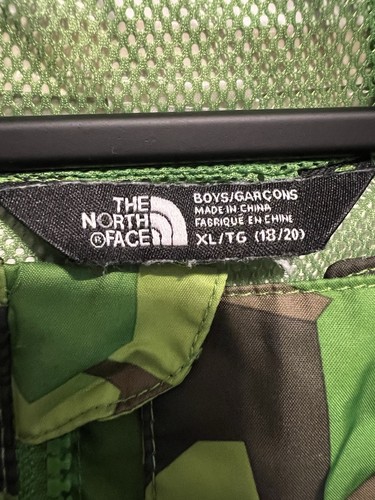 THE
NORTH
®FACE
BOYS/GARÇONS
MADE IN CHINA
FABRIQUÉ EN CHINE
XL/TG (18/20)